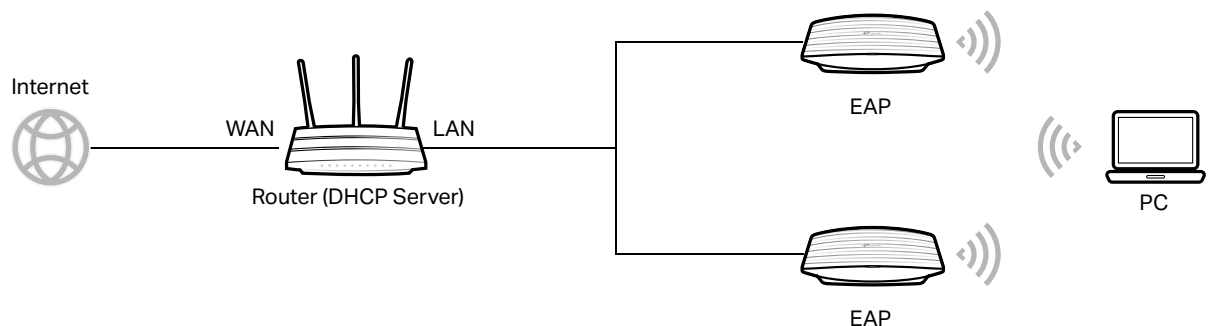 Internet
WAN
LAN
Router (DHCP Server)
EAP
PC
EAP